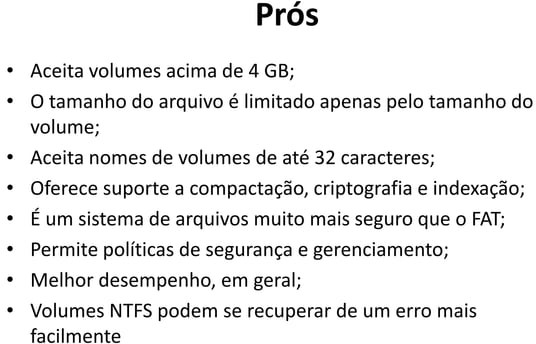 Prós
• Aceita volumes acima de 4 GB;
• O tamanho do arquivo é limitado apenas pelo tamanho do
volume;
• Aceita nomes de volumes de até 32 caracteres;
• Oferece suporte a compactação, criptografia e indexação;
• É um sistema de arquivos muito mais seguro que o FAT;
• Permite políticas de segurança e gerenciamento;
• Melhor desempenho, em geral;
• Volumes NTFS podem se recuperar de um erro mais
facilmente